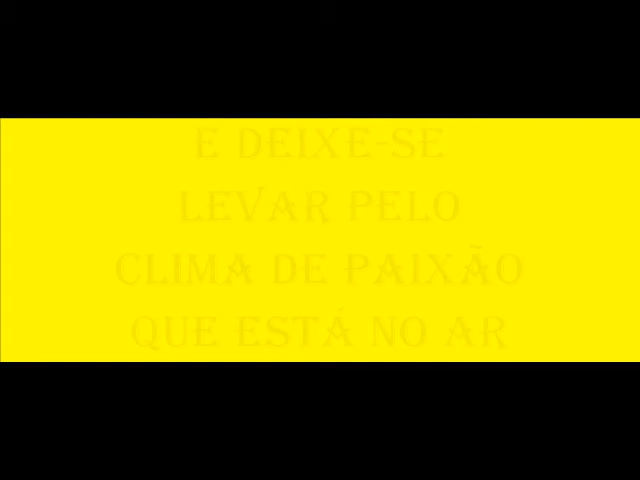 E DEIXE-SE
LEVAR PELO
CLIMA DE PAIXÃO
QUE ESTÁ NO AR